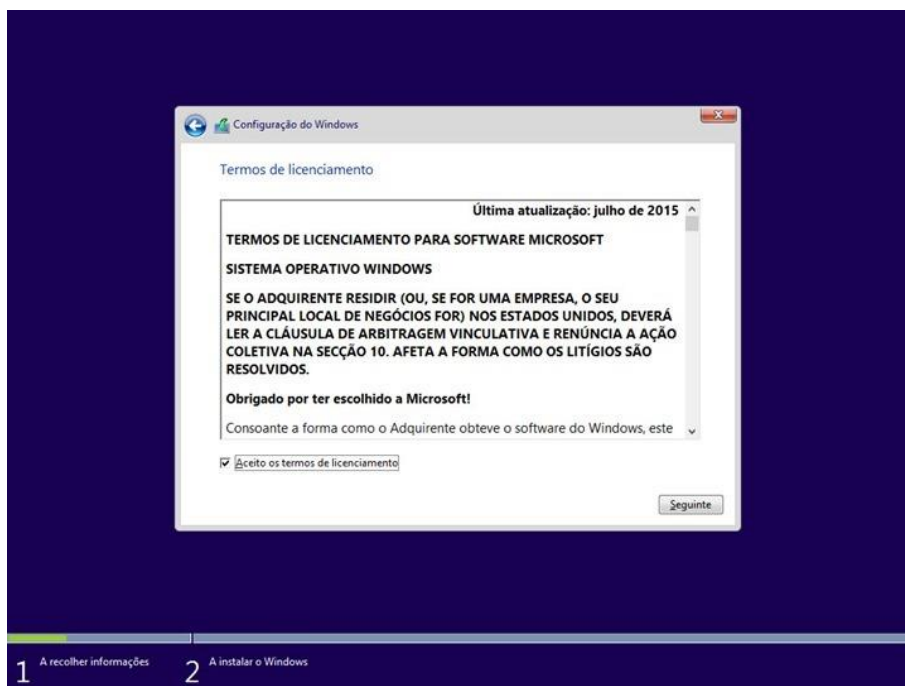 Configuração do Windows
Termos de licenciamento
Última atualização: julho de 2015
TERMOS DE LICENCIAMENTO PARA SOFTWARE MICROSOFT
SISTEMA OPERATIVO WINDOWS
SE O ADQUIRENTE RESIDIR (OU, SE FOR UMA EMPRESA, O SEU
PRINCIPAL LOCAL DE NEGÓCIOS FOR) NOS ESTADOS UNIDOS, DEVERÁ
LER A CLÁUSULA DE ARBITRAGEM VINCULATIVA E RENÚNCIA A AÇÃO
COLETIVA NA SECÇÃO 10. AFETA A FORMA COMO OS LITÍGIOS SÃO
RESOLVIDOS.
Obrigado por ter escolhido a Microsoft!
Consoante a forma como o Adquirente obteve o software do Windows, este
Aceito os termos de licenciamento
Seguinte
1 A recolher informações
2 A instalar o Windows